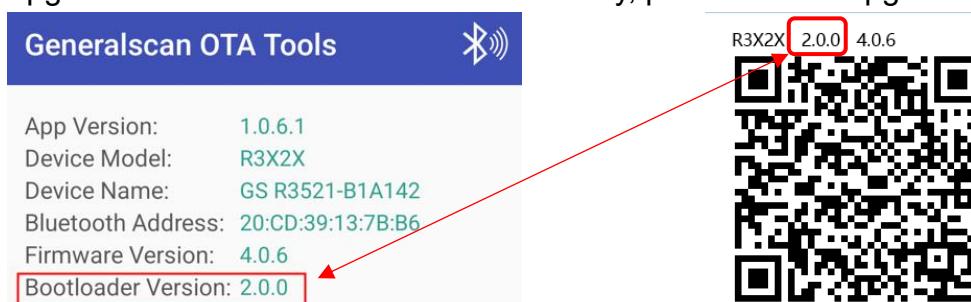 Generalscan OTA Tools
App Version: 1.0.6.1
Device Model: R3X2X
Device Name: GS R3521-B1A142
Bluetooth Address: 20:CD:39:13:7B:B6
Firmware Version: 4.0.6
Bootloader Version: 2.0.0
R3X2X 2.0.0 4.0.6